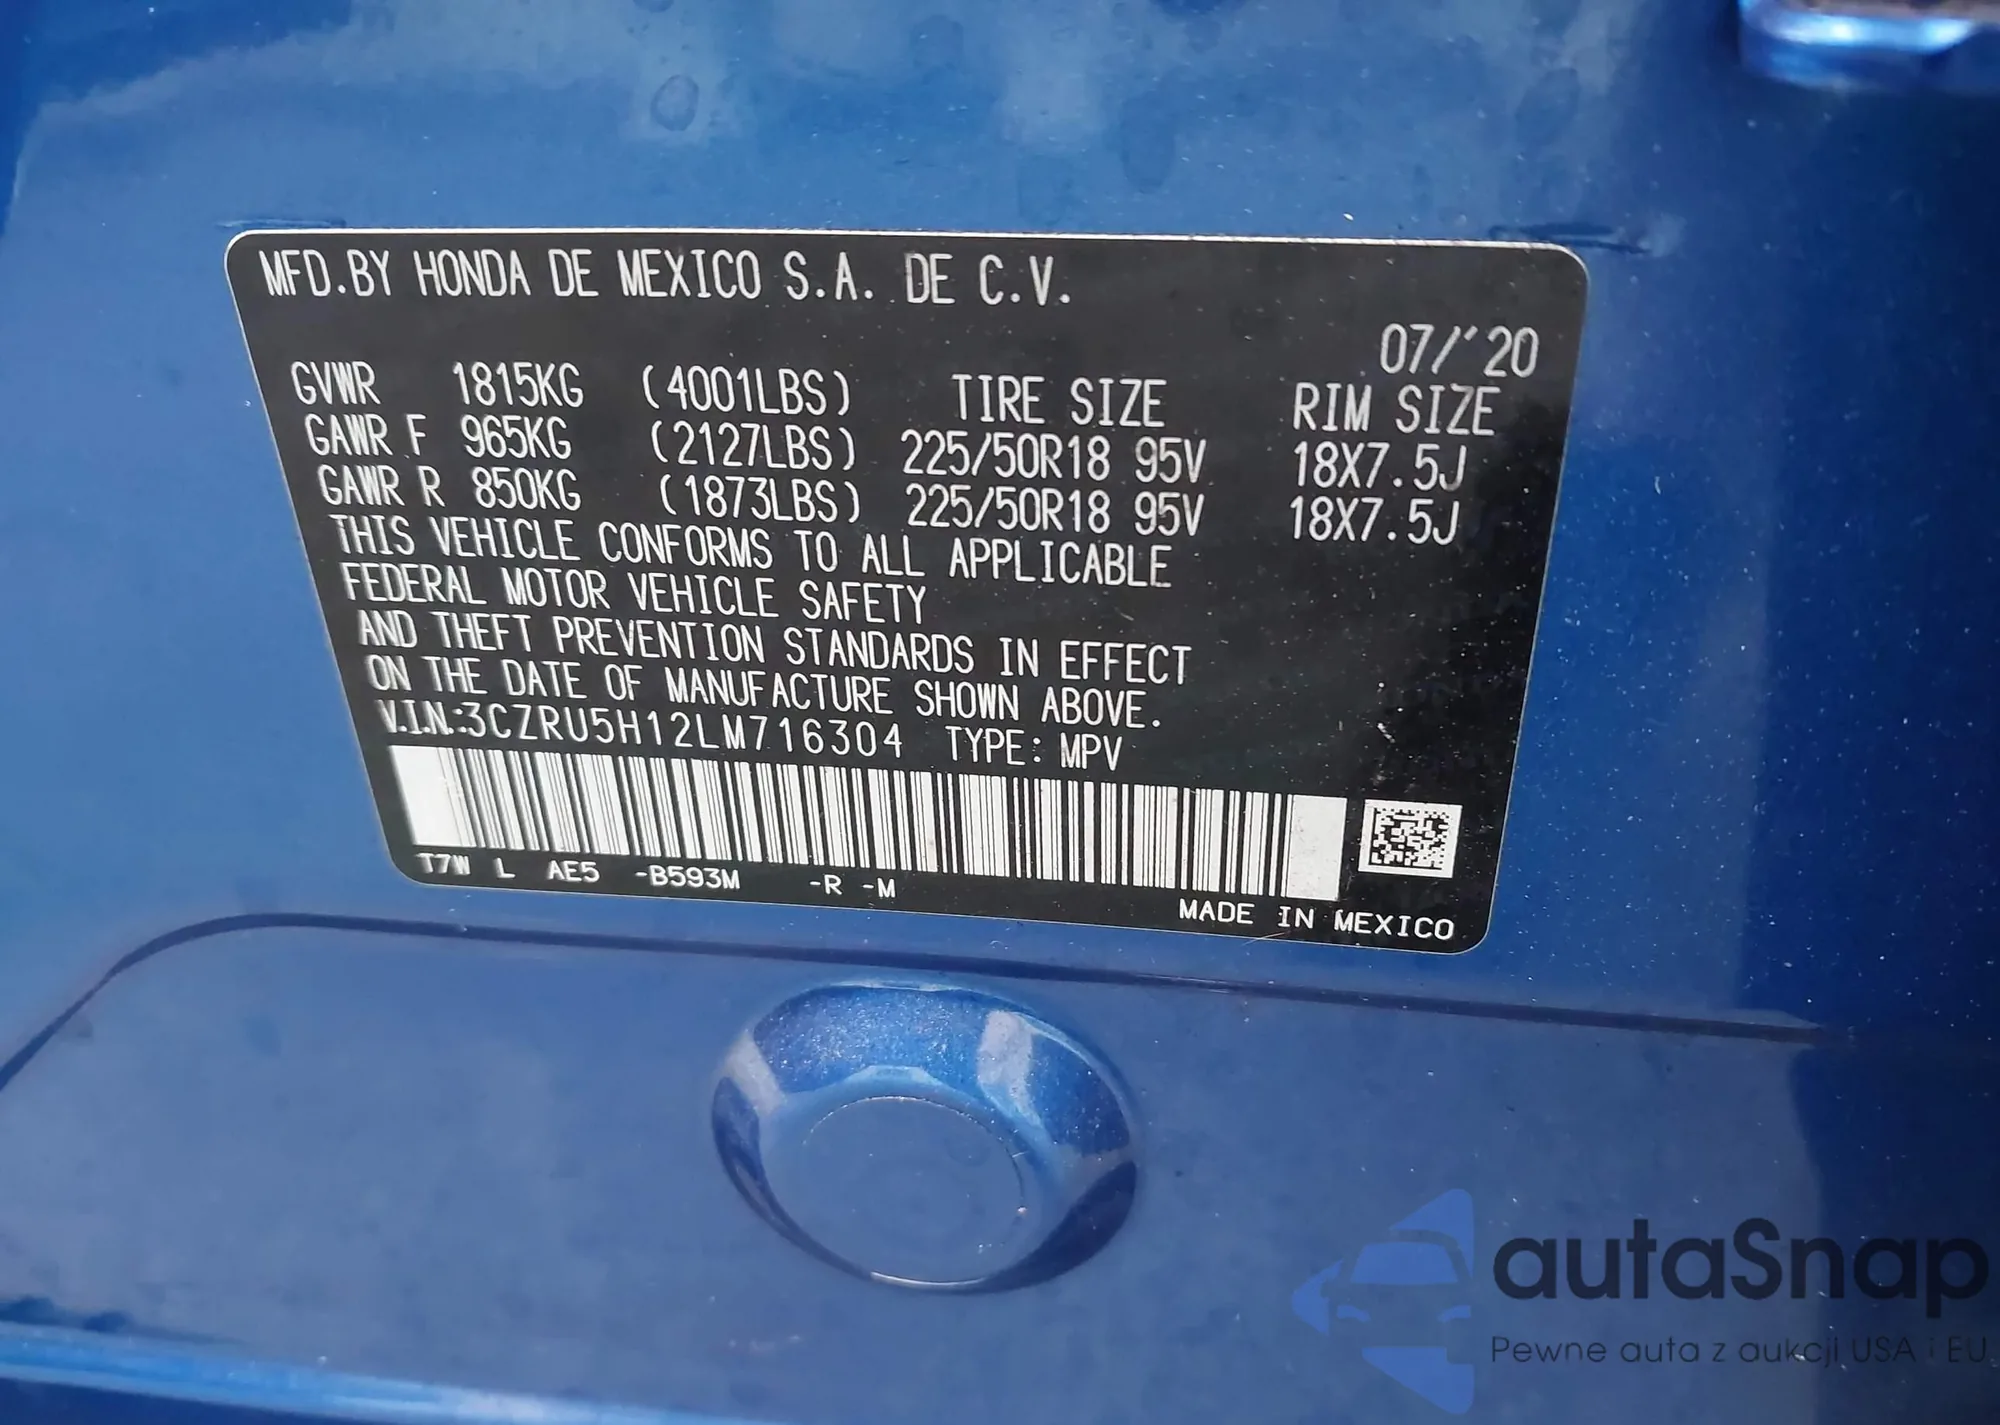 MFD.BY HONDA DE MEXICO S.A. DE C.V.
07/'20
GVWR 1815KG (4001LBS) TIRE SIZE RIM SIZE
GAWR F 965KG (2127LBS) 225/50R18 95V 18X7.5J
GAWR R 850KG (1873LBS) 225/50R18 95V 18X7.5J
THIS VEHICLE CONFORMS TO ALL APPLICABLE
FEDERAL MOTOR VEHICLE SAFETY
AND THEFT PREVENTION STANDARDS IN EFFECT
ON THE DATE OF MANUFACTURE SHOWN ABOVE.
V.I.N.:3CZRU5H12LM716304 TYPE: MPV
T7W L AE5 -B593M -R -M
MADE IN MEXICO
autaSnap
Pewne auta z aukcji USA i EU